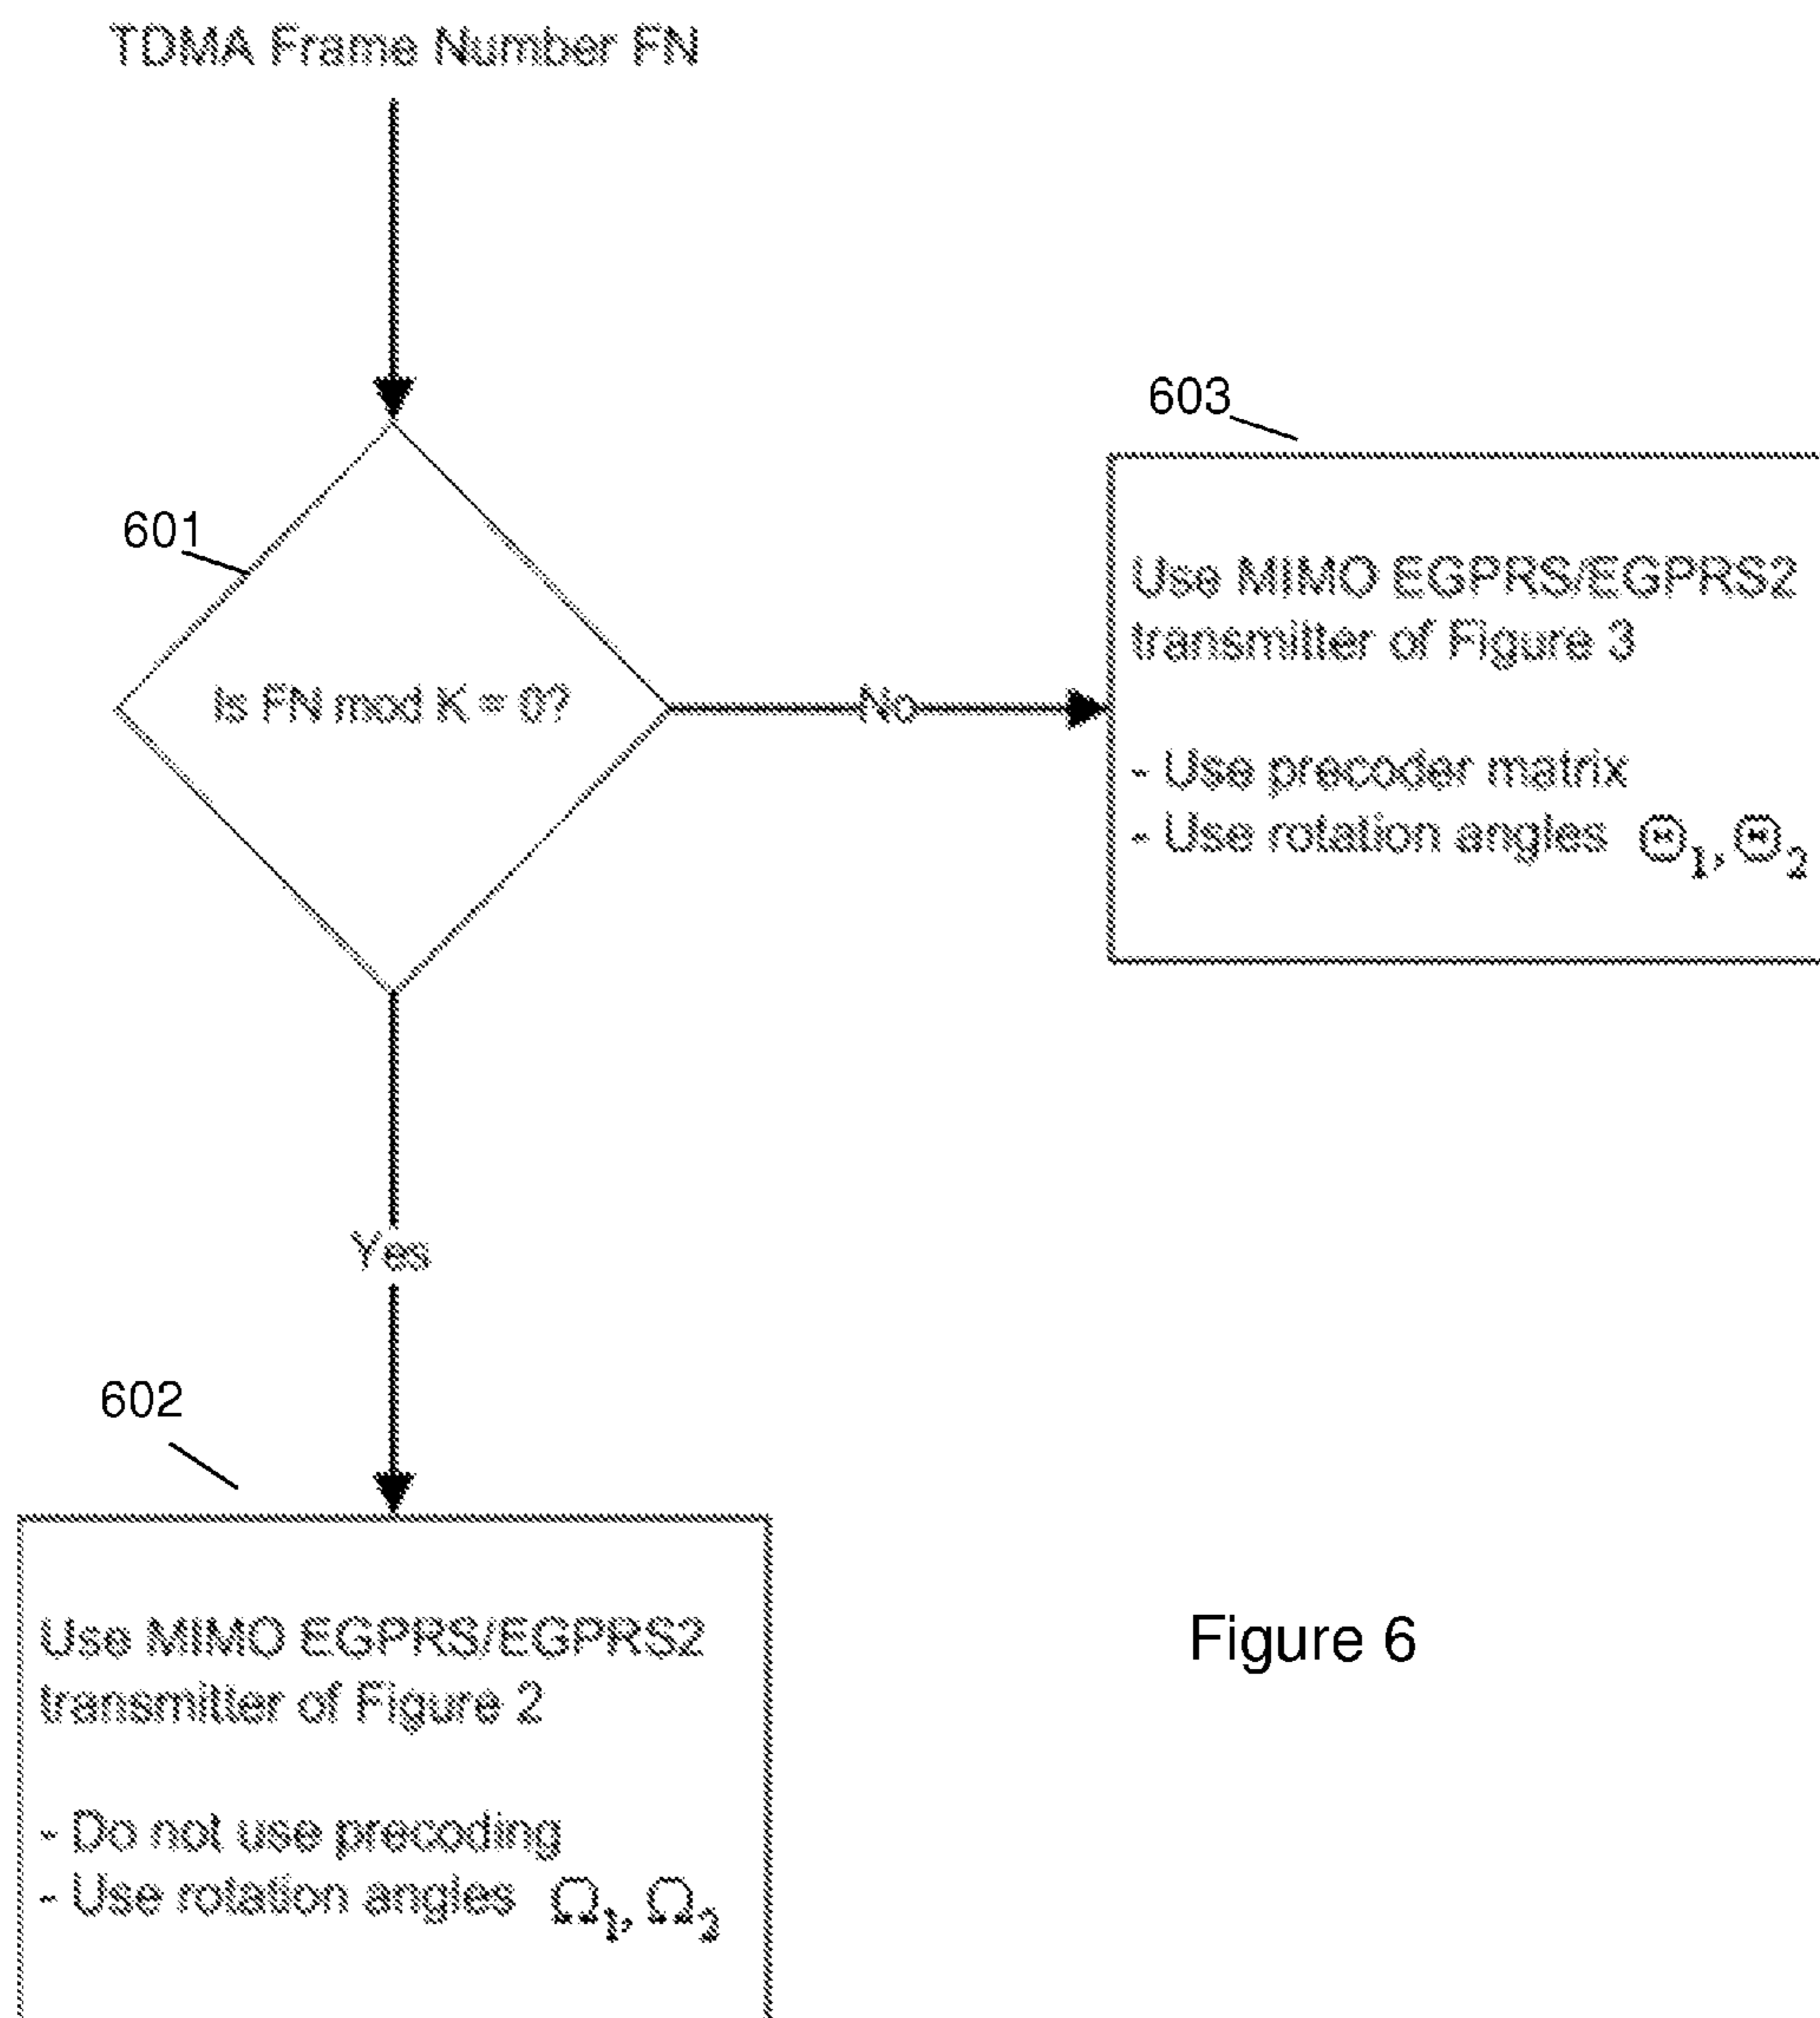 TDMA Frame Number FN
603
601
Use MIMO EGPRS/EGPRS2
transmitter of Figure 3
Is FN mod K = 0?
No
- Use precoder matrix
- Use rotation angles Θ₁, Θ₂
Yes
602
Use MIMO EGPRS/EGPRS2
transmitter of Figure 2
Figure 6
- Do not use precoding
- Use rotation angles Ω₁, Ω₂